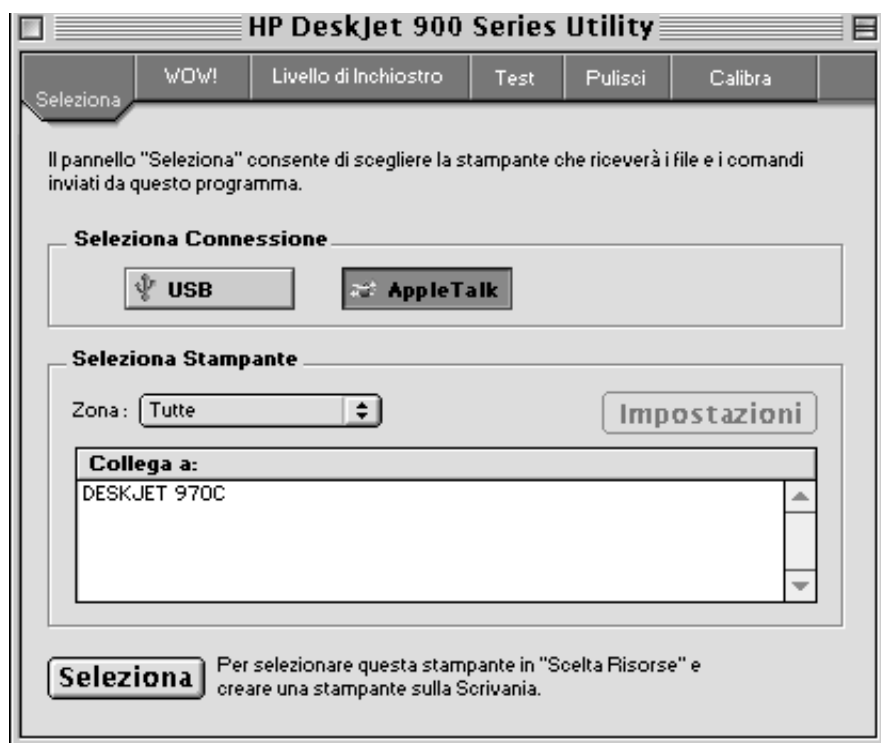 HP DeskJet 900 Series Utility
Seleziona
WOW!
Livello di Inchiostro
Test
Pulisci
Calibra
Il pannello "Seleziona" consente di scegliere la stampante che riceverà i file e i comandi
inviati da questo programma.
Seleziona Connessione
USB
AppleTalk
Seleziona Stampante
Zona: Tutte
Impostazioni
Collega a:
DESKJET 970C
Seleziona
Per selezionare questa stampante in "Scelta Risorse" e
creare una stampante sulla Scrivania.